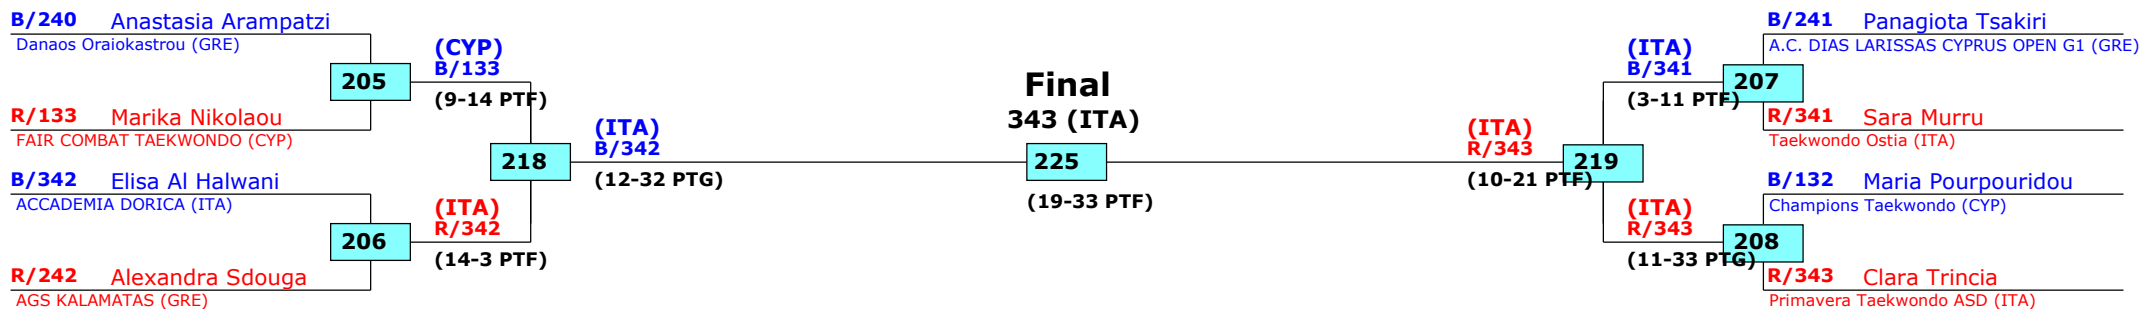 B/240 Anastasia Arampatzi
Danaos Oraiokastrou (GRE)
205
R/133 Marika Nikolaou
FAIR COMBAT TAEKWONDO (CYP)
(CYP)
B/133
(9-14 PTF)
B/342 Elisa Al Halwani
ACCADEMIA DORICA (ITA)
206
R/242 Alexandra Sdouga
AGS KALAMATAS (GRE)
(ITA)
R/342
(14-3 PTF)
218
(ITA)
B/342
(12-32 PTG)
Final
343 (ITA)
225
(19-33 PTF)
(ITA)
R/343
(10-21 PTF)
219
(ITA)
B/341
(3-11 PTF)
207
B/241 Panagiota Tsakiri
A.C. DIAS LARISSAS CYPRUS OPEN G1 (GRE)
R/341 Sara Murru
Taekwondo Ostia (ITA)
(ITA)
R/343
(11-33 PTG)
208
B/132 Maria Pourpouridou
Champions Taekwondo (CYP)
R/343 Clara Trincia
Primavera Taekwondo ASD (ITA)